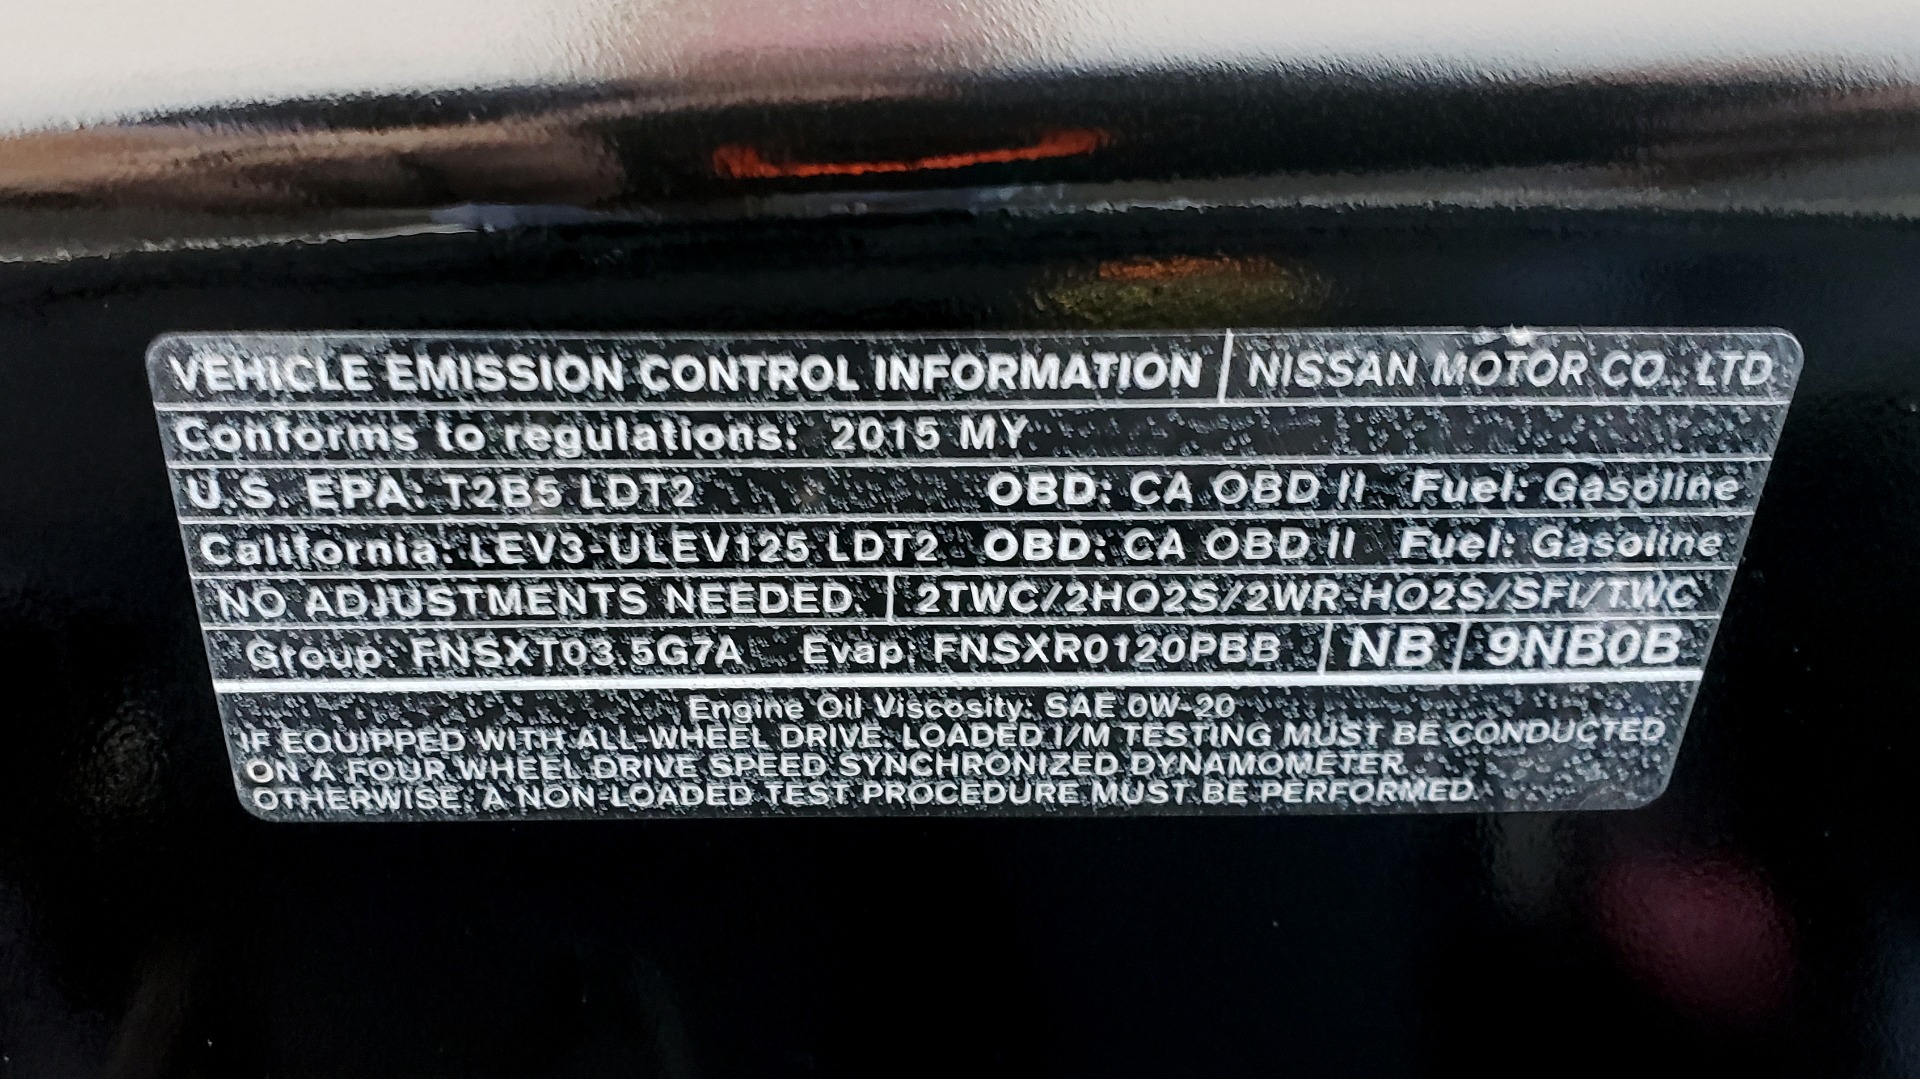 VEHICLE EMISSION CONTROL INFORMATION NISSAN MOTOR CO., LTD
Conforms to regulations: 2015 MY
U.S. EPA: T2B5 LDT2 OBD: CA OBD II Fuel: Gasoline
California: LEV3-ULEV125 LDT2 OBD: CA OBD II Fuel: Gasoline
NO ADJUSTMENTS NEEDED. 2TWC/2HO2S/2WR-HO2S/SFI/TWC
Group: FNSXT03.5G7A Evap: FNSXR0120PBB NB 9NB0B
Engine Oil Viscosity: SAE 0W-20
IF EQUIPPED WITH ALL-WHEEL DRIVE, LOADED I/M TESTING MUST BE CONDUCTED
ON A FOUR WHEEL DRIVE SPEED SYNCHRONIZED DYNAMOMETER.
OTHERWISE, A NON-LOADED TEST PROCEDURE MUST BE PERFORMED.